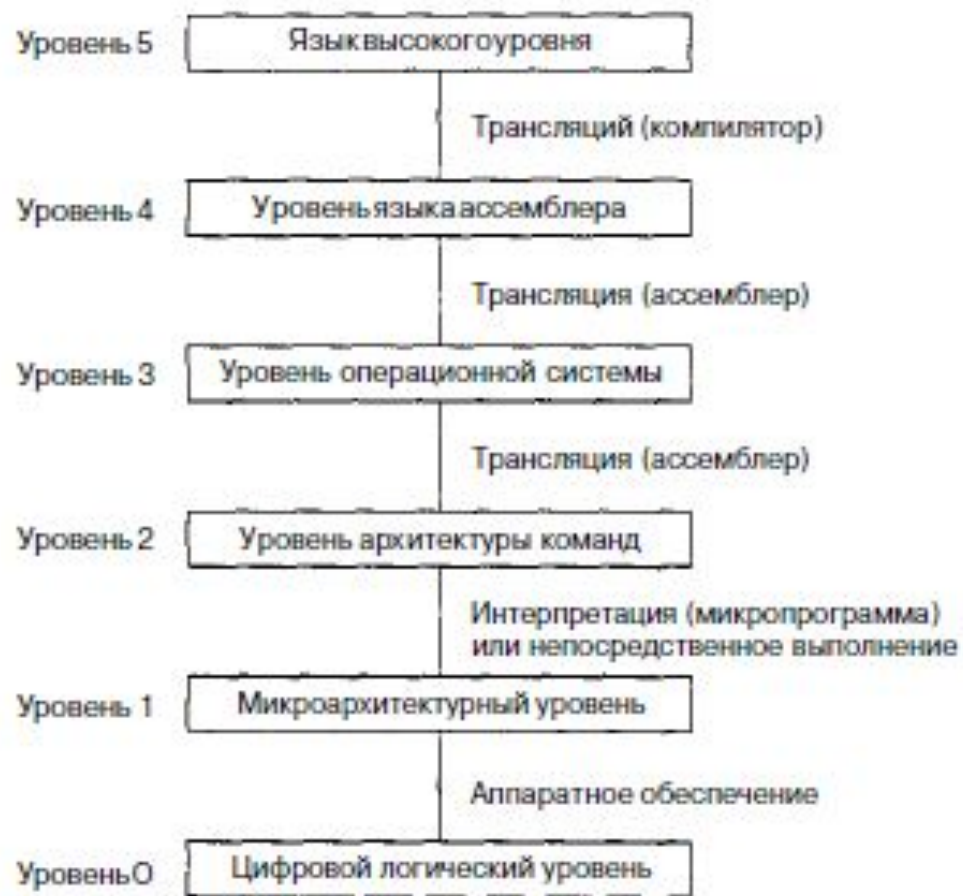 Уровень 5
Язык высокого уровня
Трансляций (компилятор)
Уровень 4
Уровень языка ассемблера
Трансляция (ассемблер)
Уровень 3
Уровень операционной системы
Трансляция (ассемблер)
Уровень 2
Уровень архитектуры команд
Интерпретация (микропрограмма)
или непосредственное выполнение
Уровень 1
Микроархитектурный уровень
Аппаратное обеспечение
Уровень 0
Цифровой логический уровень